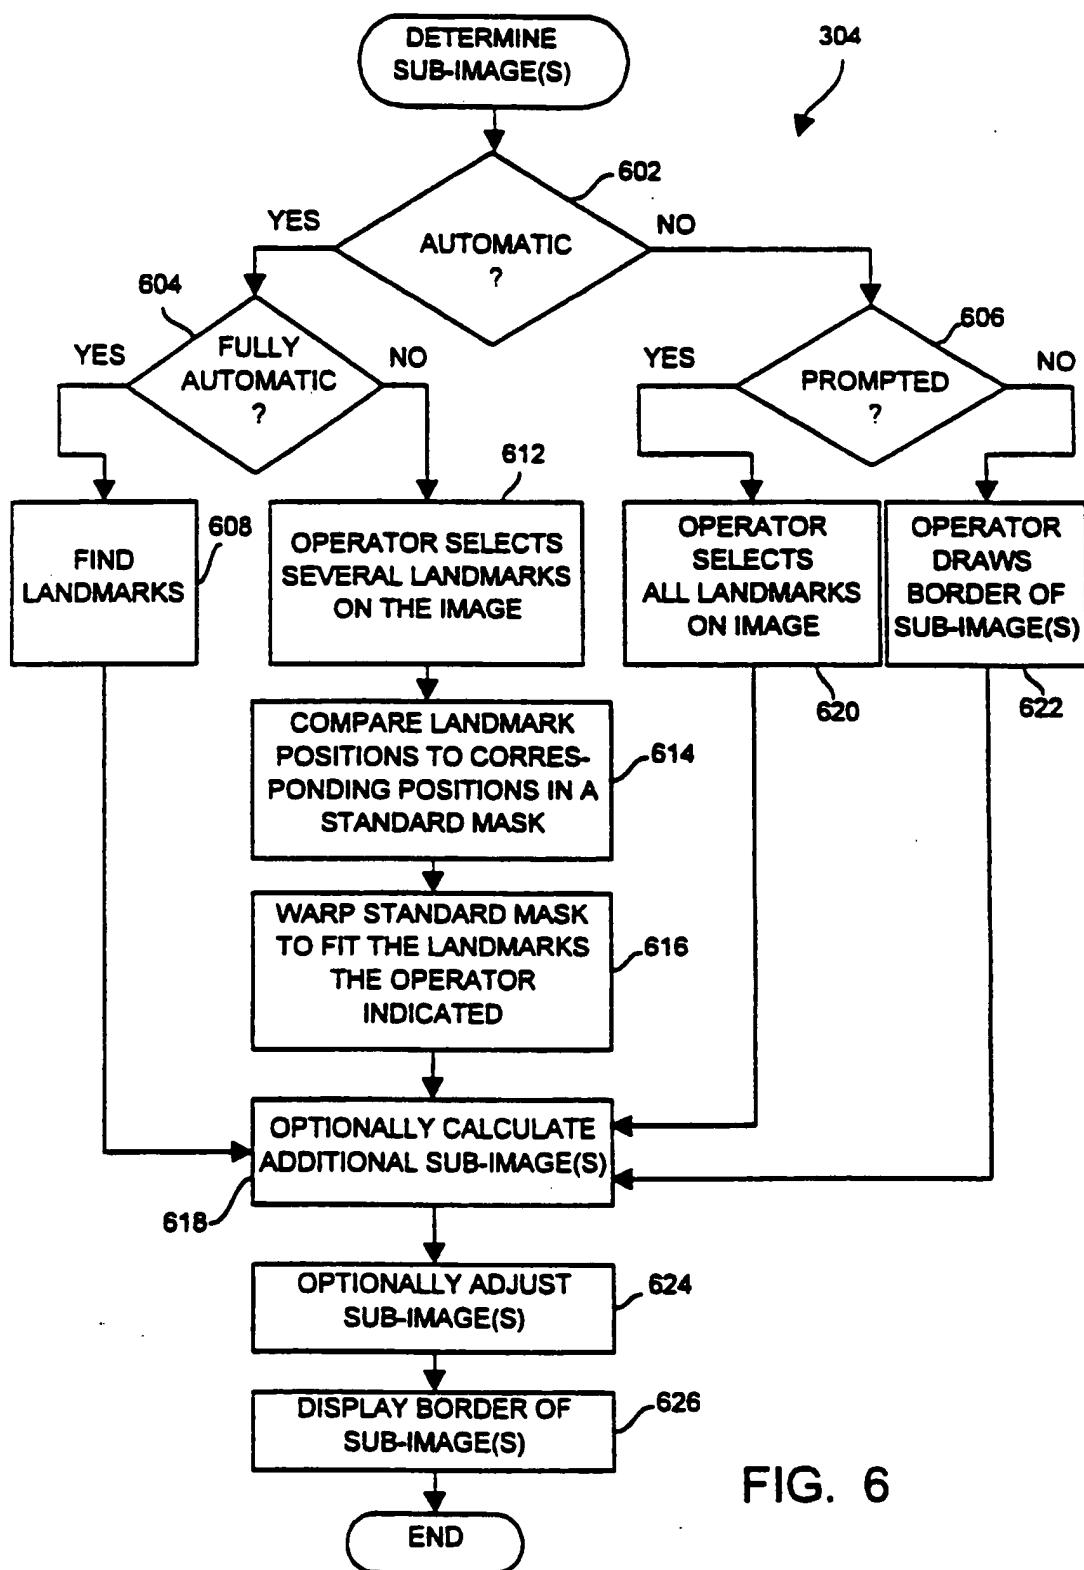 DETERMINE
SUB-IMAGE(S)
304
602
YES
AUTOMATIC
?
NO
604
606
YES
FULLY
AUTOMATIC
?
NO
YES
PROMPTED
?
NO
612
608
FIND
LANDMARKS
OPERATOR SELECTS
SEVERAL LANDMARKS
ON THE IMAGE
OPERATOR
SELECTS
ALL LANDMARKS
ON IMAGE
OPERATOR
DRAWS
BORDER OF
SUB-IMAGE(S)
620
622
COMPARE LANDMARK
POSITIONS TO CORRES-
PONDING POSITIONS IN A
STANDARD MASK
614
WARP STANDARD MASK
TO FIT THE LANDMARKS
THE OPERATOR
INDICATED
616
OPTIONALLY CALCULATE
ADDITIONAL SUB-IMAGE(S)
618
OPTIONALLY ADJUST
SUB-IMAGE(S)
624
DISPLAY BORDER OF
SUB-IMAGE(S)
626
END
FIG. 6